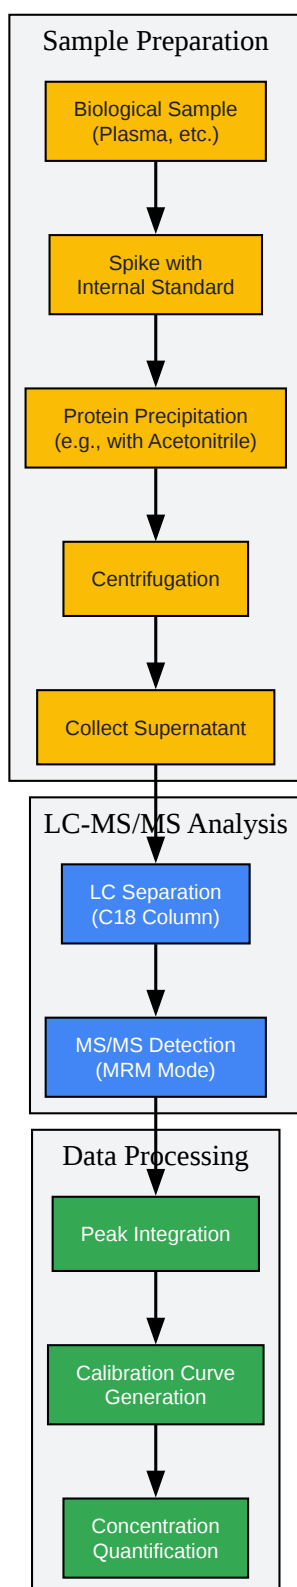 Sample Preparation
Biological Sample
(Plasma, etc.)
Spike with
Internal Standard
Protein Precipitation
(e.g., with Acetonitrile)
Centrifugation
Collect Supernatant
LC-MS/MS Analysis
LC Separation
(C18 Column)
MS/MS Detection
(MRM Mode)
Data Processing
Peak Integration
Calibration Curve
Generation
Concentration
Quantification